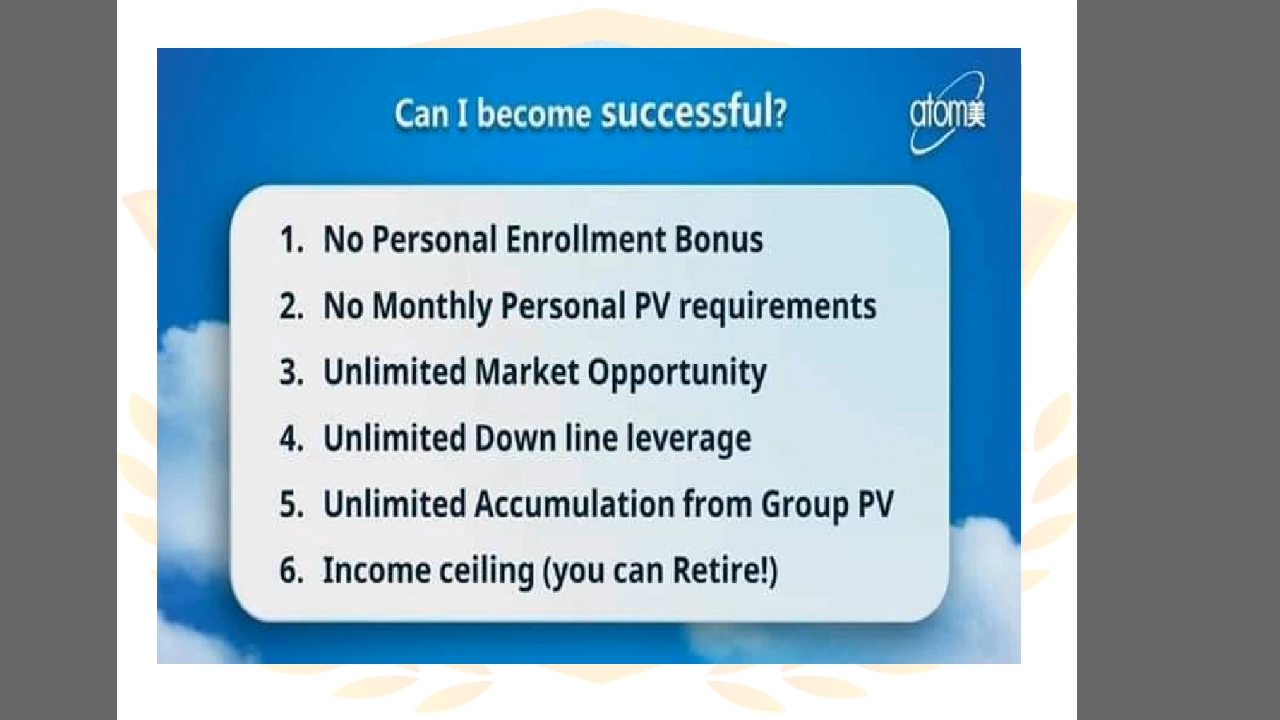 Can I become successful?
atom美
1. No Personal Enrollment Bonus
2. No Monthly Personal PV requirements
3. Unlimited Market Opportunity
4. Unlimited Down line leverage
5. Unlimited Accumulation from Group PV
6. Income ceiling (you can Retire!)